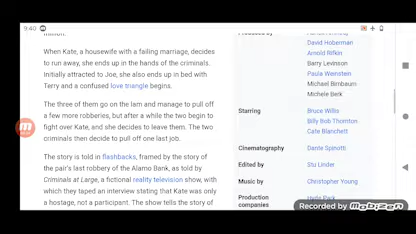 9:40
million.
When Kate, a housewife with a failing marriage, decides
to run away, she ends up in the hands of the criminals.
Initially attracted to Joe, she also ends up in bed with
Terry and a confused love triangle begins.
The three of them go on the lam and manage to pull off
a few more robberies, but after a while the two begin to
fight over Kate, and she decides to leave them. The two
criminals then decide to pull off one last job.
The story is told in flashbacks, framed by the story of
the pair's last robbery of the Alamo Bank, as told by
Criminals at Large, a fictional reality television show, with
which they taped an interview stating that Kate was only
a hostage, not a participant. The show tells the story of
David Hoberman
Arnold Rifkin
Barry Levinson
Paula Weinstein
Michael Birnbaum
Michele Berk
Starring
Bruce Willis
Billy Bob Thornton
Cate Blanchett
Cinematography
Dante Spinotti
Edited by
Stu Linder
Music by
Christopher Young
Production
companies
Hyde Park
Recorded by
Mobizen